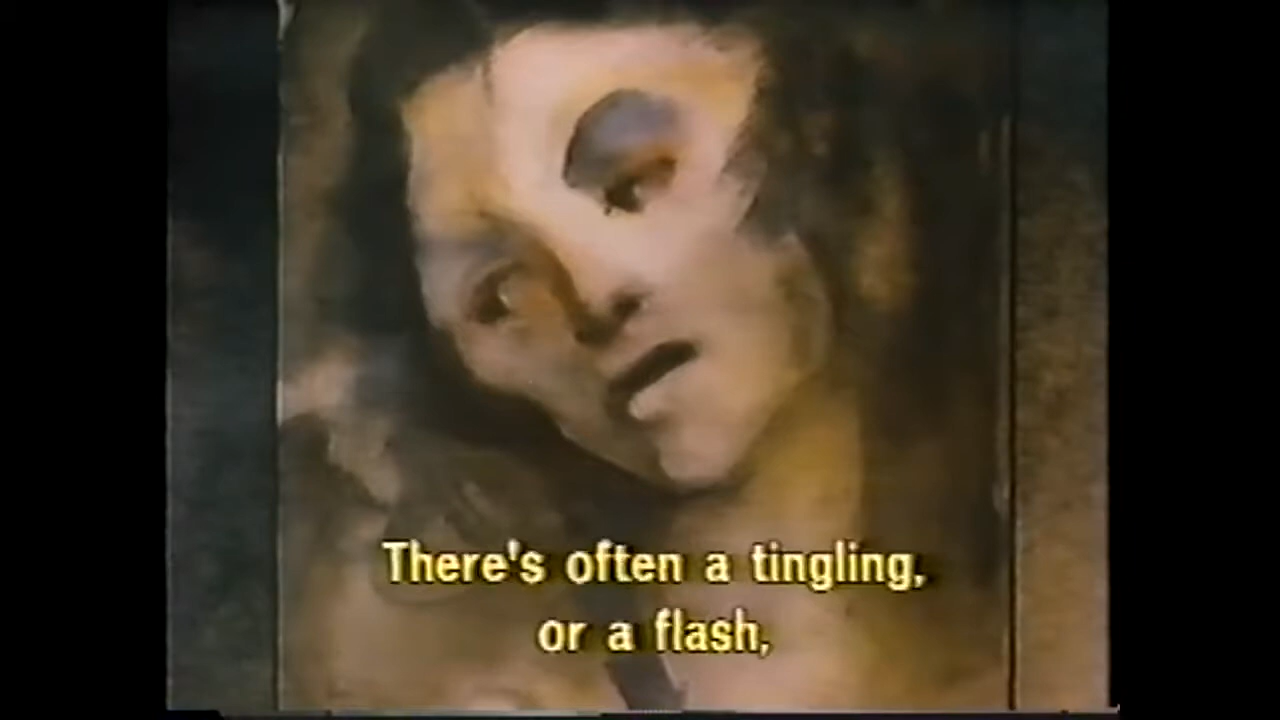 There's often a tingling,
or a flash,